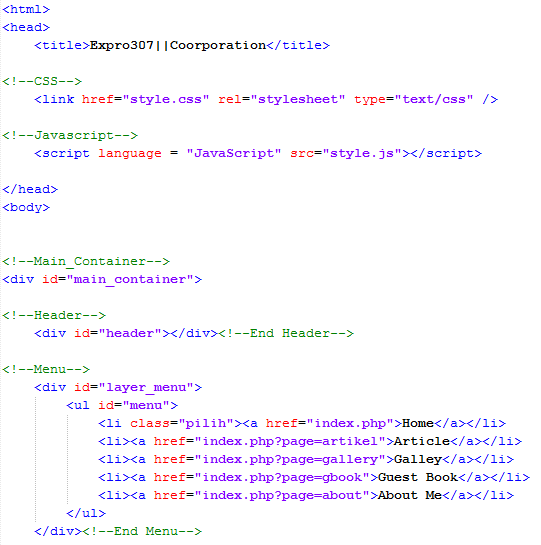 <html>
<head>
<title>Expro307||Coorporation</title>
<!--CSS-->
<link href="style.css" rel="stylesheet" type="text/css" />
<!--Javascript-->
<script language = "JavaScript" src="style.js"></script>
</head>
<body>
<!--Main_Container-->
<div id="main_container">
<!--Header-->
<div id="header"></div><!--End Header-->
<!--Menu-->
<div id="layer_menu">
<ul id="menu">
<li class="pilih"><a href="index.php">Home</a></li>
<li><a href="index.php?page=artikel">Article</a></li>
<li><a href="index.php?page=gallery">Galley</a></li>
<li><a href="index.php?page=gbook">Guest Book</a></li>
<li><a href="index.php?page=about">About Me</a></li>
</ul>
</div><!--End Menu-->